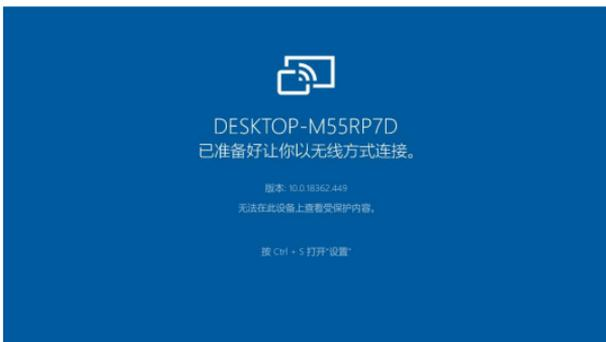 DESKTOP-M55RP7D
已准备好让你以无线方式连接。
版本: 10.0.18362.449
无法在此设备上查看受保护内容。
按 Ctrl + S 打开"设置"